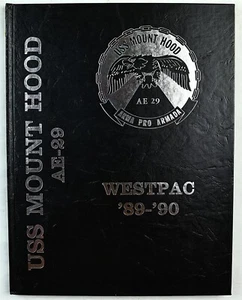 USS MOUNT HOOD
AE-29
USS MOUNT HOOD
AE 29
ARMA PRO ARMADA
WESTPAC
'89-'90